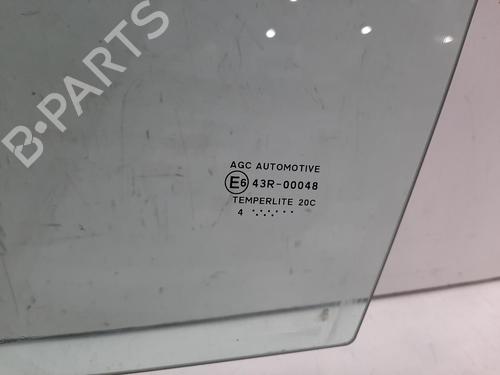 B-PARTS
AGC AUTOMOTIVE
E6 43R-00048
TEMPERLITE 20C
4 .. ......